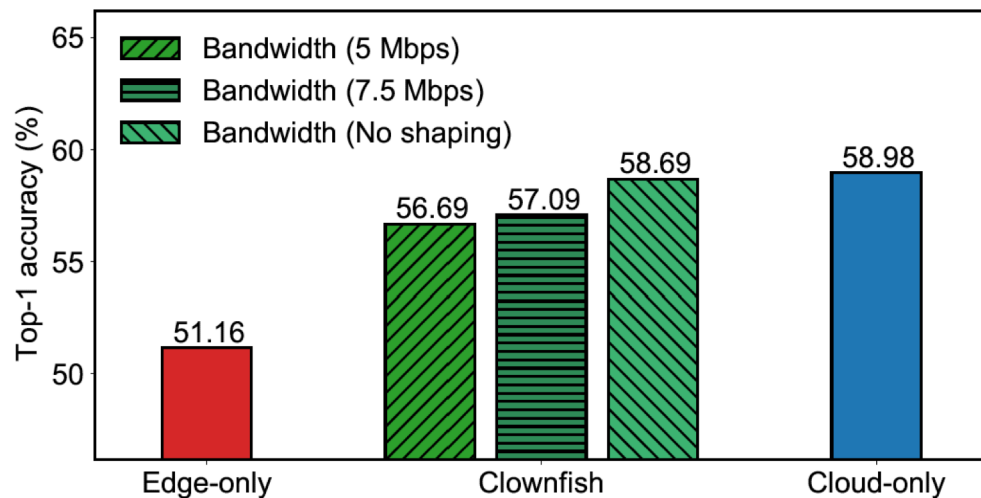 65
60
55
50
Top-1 accuracy (%)
Bandwidth (5 Mbps)
Bandwidth (7.5 Mbps)
Bandwidth (No shaping)
51.16
56.69
57.09
58.69
58.98
Edge-only
Clownfish
Cloud-only